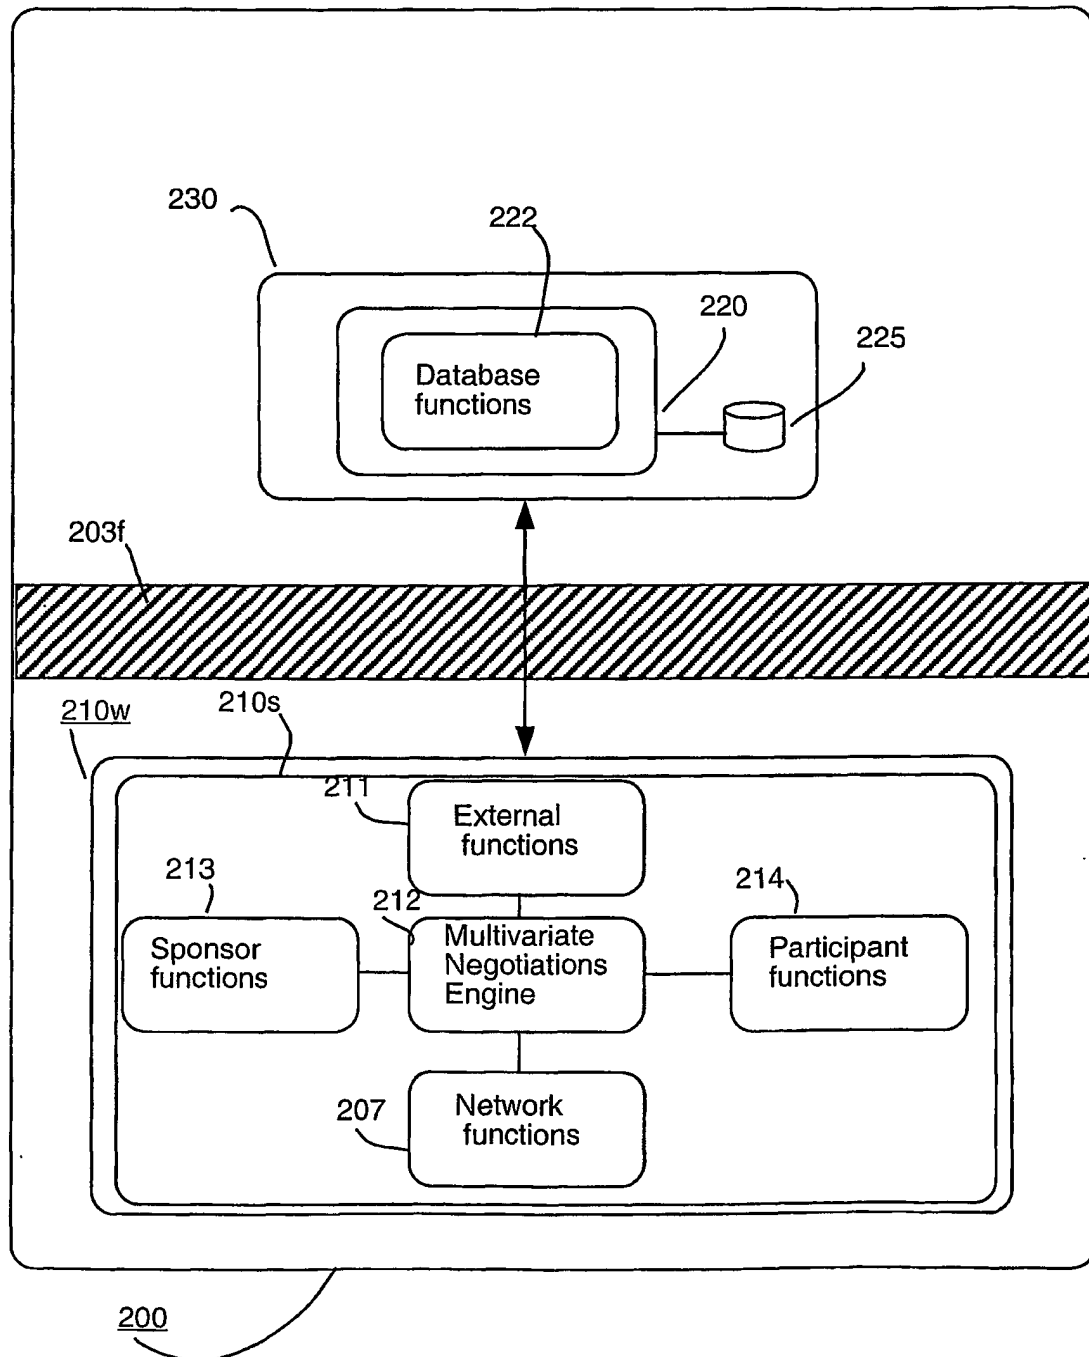 230
222
220
225
Database
functions
203f
210w
210s
211
External
functions
213
212
214
Sponsor
functions
Multivariate
Negotiations
Engine
Participant
functions
207
Network
functions
200